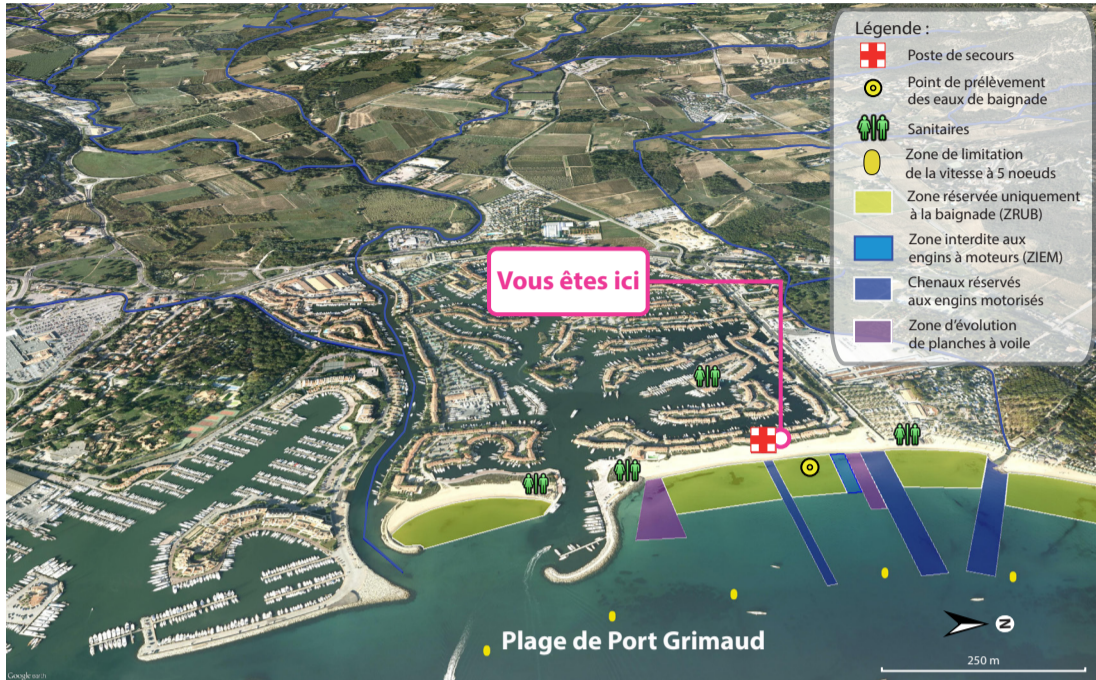 Légende :
Poste de secours
Point de prélèvement
des eaux de baignade
Sanitaires
Zone de limitation
de la vitesse à 5 noeuds
Zone réservée uniquement
à la baignade (ZRUB)
Zone interdite aux
engins à moteurs (ZIEM)
Chenaux réservés
aux engins motorisés
Zone d'évolution
de planches à voile
Vous êtes ici
Plage de Port Grimaud
N
250 m
Google earth